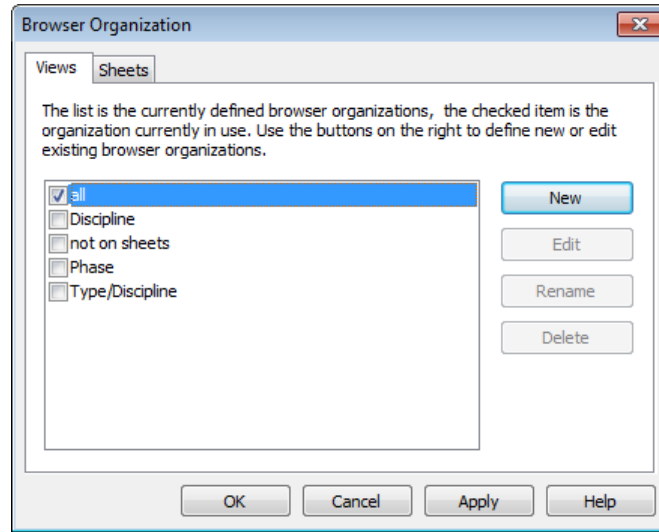 Browser Organization
Views
Sheets
The list is the currently defined browser organizations, the checked item is the
organization currently in use. Use the buttons on the right to define new or edit
existing browser organizations.
all
Discipline
not on sheets
Phase
Type/Discipline
New
Edit
Rename
Delete
OK
Cancel
Apply
Help